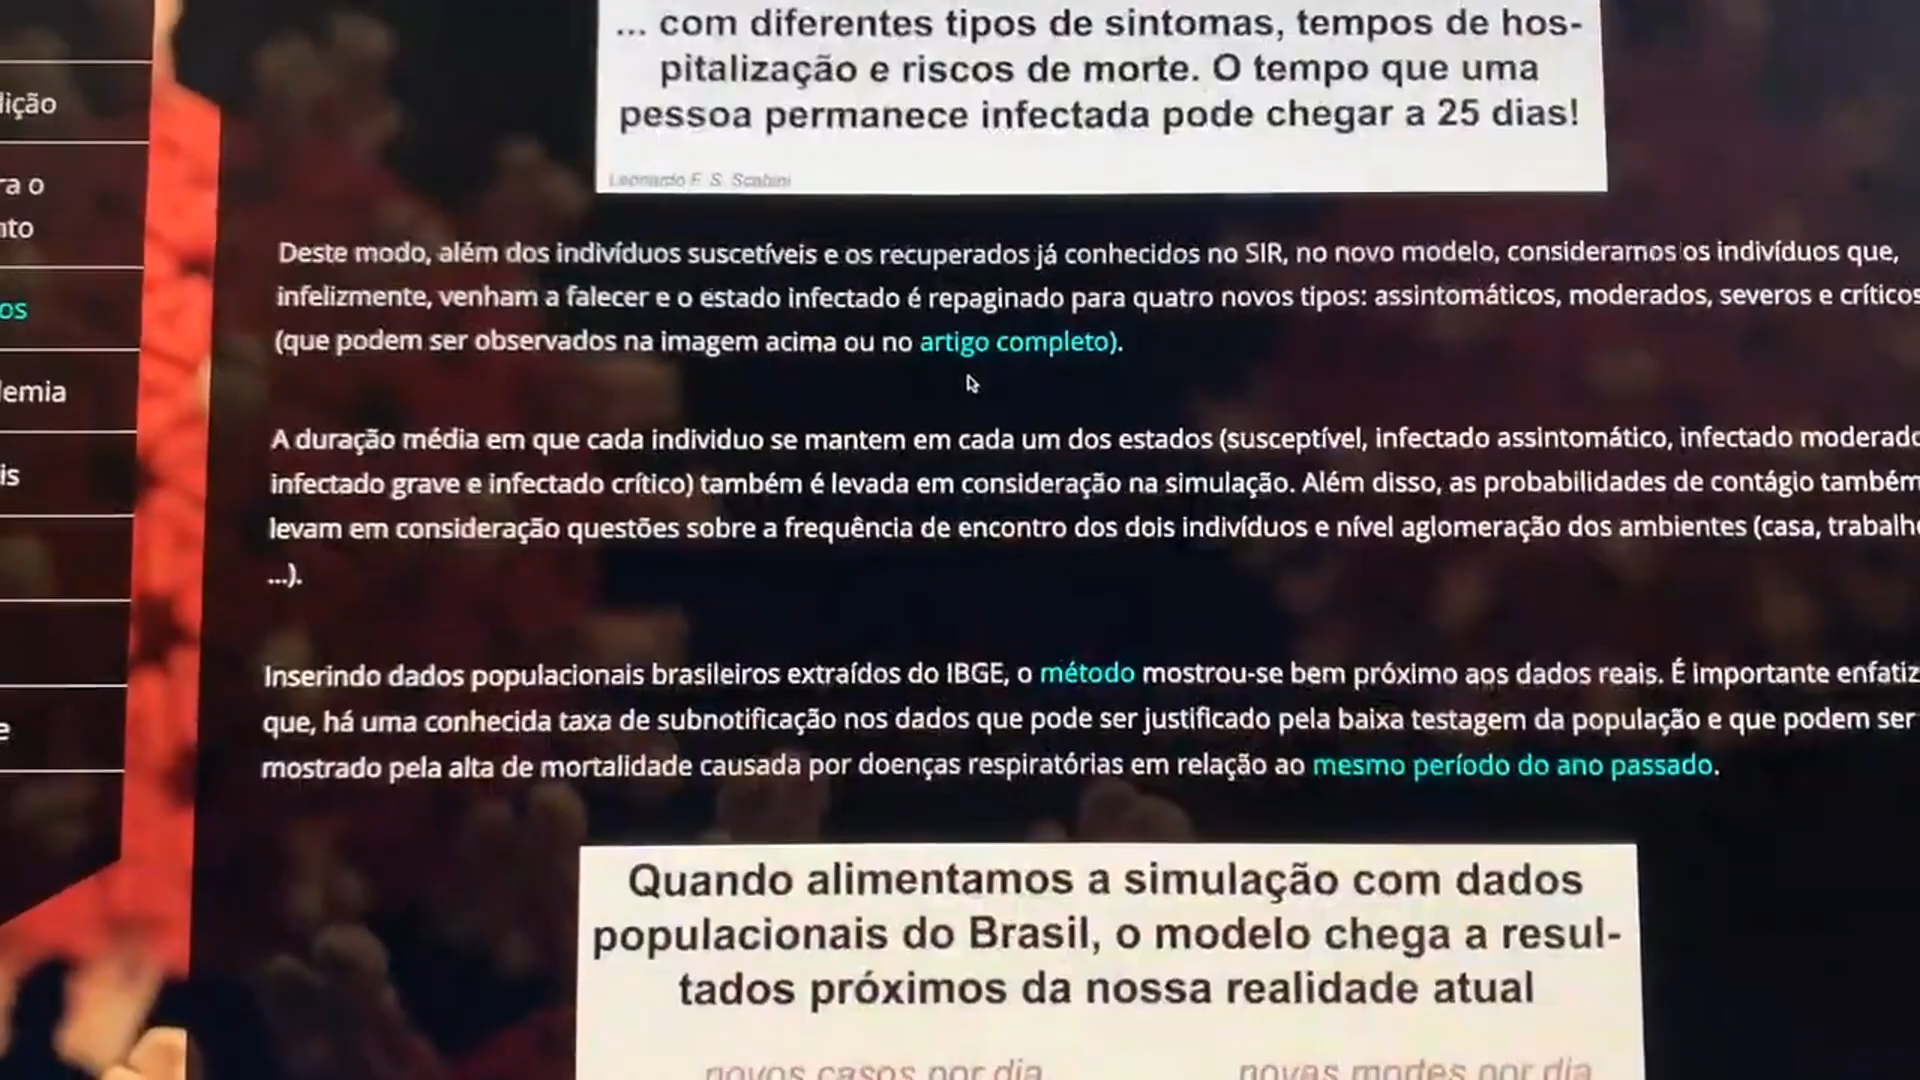 ... com diferentes tipos de sintomas, tempos de hos-
pitalização e riscos de morte. O tempo que uma
pessoa permanece infectada pode chegar a 25 dias!
Leonardo F. S. Scabini
dição
ra o
nto
os
demia
is
e
Deste modo, além dos indivíduos suscetíveis e os recuperados já conhecidos no SIR, no novo modelo, consideramos os indivíduos que,
infelizmente, venham a falecer e o estado infectado é repaginado para quatro novos tipos: assintomáticos, moderados, severos e críticos
(que podem ser observados na imagem acima ou no artigo completo).
A duração média em que cada individuo se mantem em cada um dos estados (susceptível, infectado assintomático, infectado moderado
infectado grave e infectado crítico) também é levada em consideração na simulação. Além disso, as probabilidades de contágio também
levam em consideração questões sobre a frequência de encontro dos dois indivíduos e nível aglomeração dos ambientes (casa, trabalho
...).
Inserindo dados populacionais brasileiros extraídos do IBGE, o método mostrou-se bem próximo aos dados reais. É importante enfatiz
que, há uma conhecida taxa de subnotificação nos dados que pode ser justificado pela baixa testagem da população e que podem ser
mostrado pela alta de mortalidade causada por doenças respiratórias em relação ao mesmo período do ano passado.
Quando alimentamos a simulação com dados
populacionais do Brasil, o modelo chega a resul-
tados próximos da nossa realidade atual
novos casos por dia
novas mortes por dia